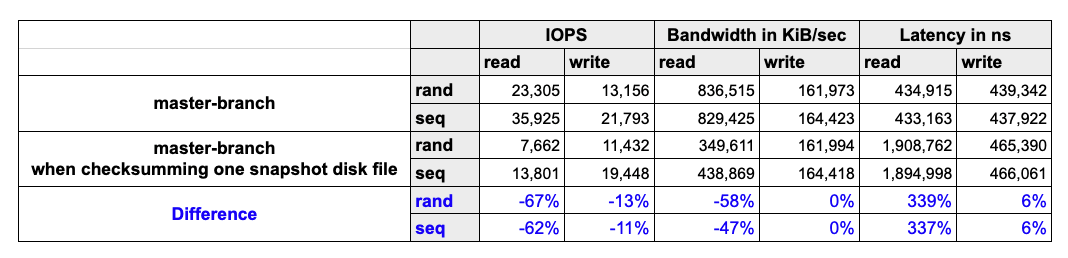 IOPS Bandwidth in KiB/sec Latency in ns
read write read write read write
master-branch
rand 23,305 13,156 836,515 161,973 434,915 439,342
seq 35,925 21,793 829,425 164,423 433,163 437,922
master-branch
when checksumming one snapshot disk file
rand 7,662 11,432 349,611 161,994 1,908,762 465,390
seq 13,801 19,448 438,869 164,418 1,894,998 466,061
Difference
rand -67% -13% -58% 0% 339% 6%
seq -62% -11% -47% 0% 337% 6%